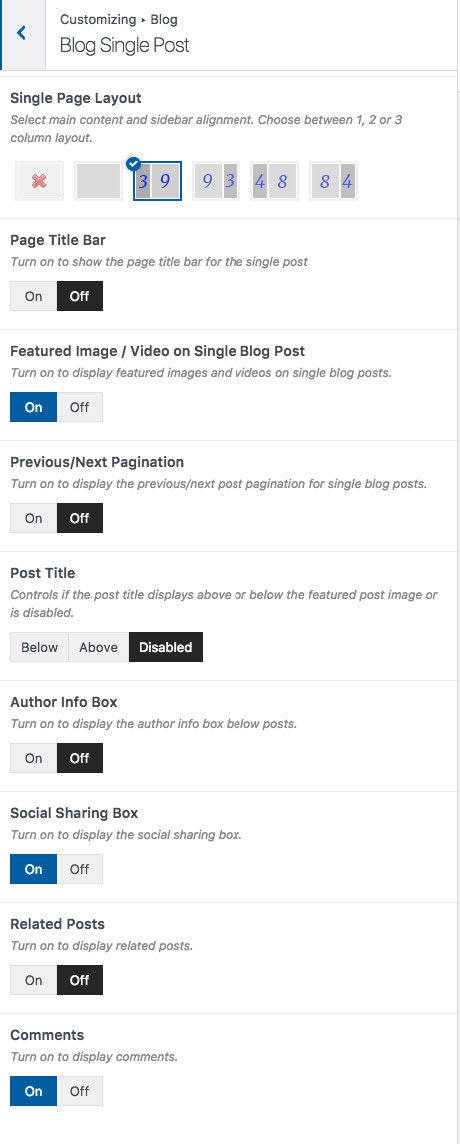 Customizing ▸ Blog
Blog Single Post
Single Page Layout
Select main content and sidebar alignment. Choose between 1, 2 or 3
column layout.
3 9 9 3 4 8 8 4
Page Title Bar
Turn on to show the page title bar for the single post
On Off
Featured Image / Video on Single Blog Post
Turn on to display featured images and videos on single blog posts.
On Off
Previous/Next Pagination
Turn on to display the previous/next post pagination for single blog posts.
On Off
Post Title
Controls if the post title displays above or below the featured post image or
is disabled.
Below Above Disabled
Author Info Box
Turn on to display the author info box below posts.
On Off
Social Sharing Box
Turn on to display the social sharing box.
On Off
Related Posts
Turn on to display related posts.
On Off
Comments
Turn on to display comments.
On Off